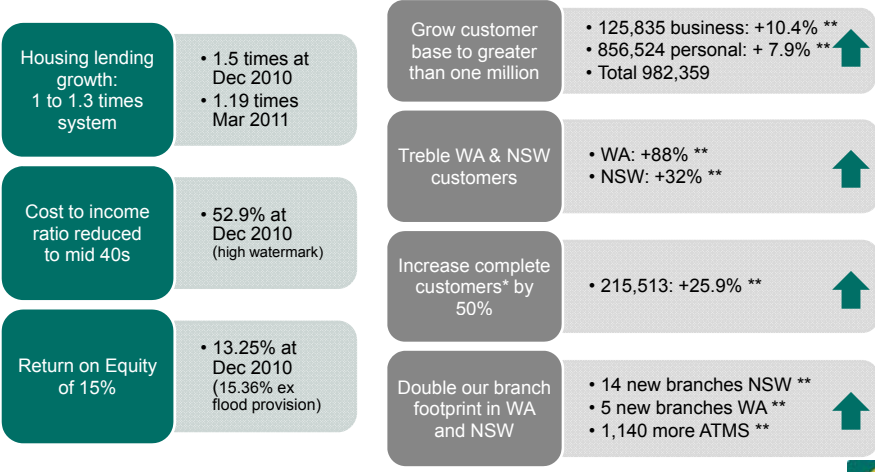 Housing lending
growth:
1 to 1.3 times
system
• 1.5 times at
Dec 2010
• 1.19 times
Mar 2011
Cost to income
ratio reduced
to mid 40s
• 52.9% at
Dec 2010
(high watermark)
Return on Equity
of 15%
• 13.25% at
Dec 2010
(15.36% ex
flood provision)
Grow customer
base to greater
than one million
• 125,835 business: +10.4% **
• 856,524 personal: + 7.9% **
• Total 982,359
Treble WA & NSW
customers
• WA: +88% **
• NSW: +32% **
Increase complete
customers* by
50%
• 215,513: +25.9% **
Double our branch
footprint in WA
and NSW
• 14 new branches NSW **
• 5 new branches WA **
• 1,140 more ATMS **